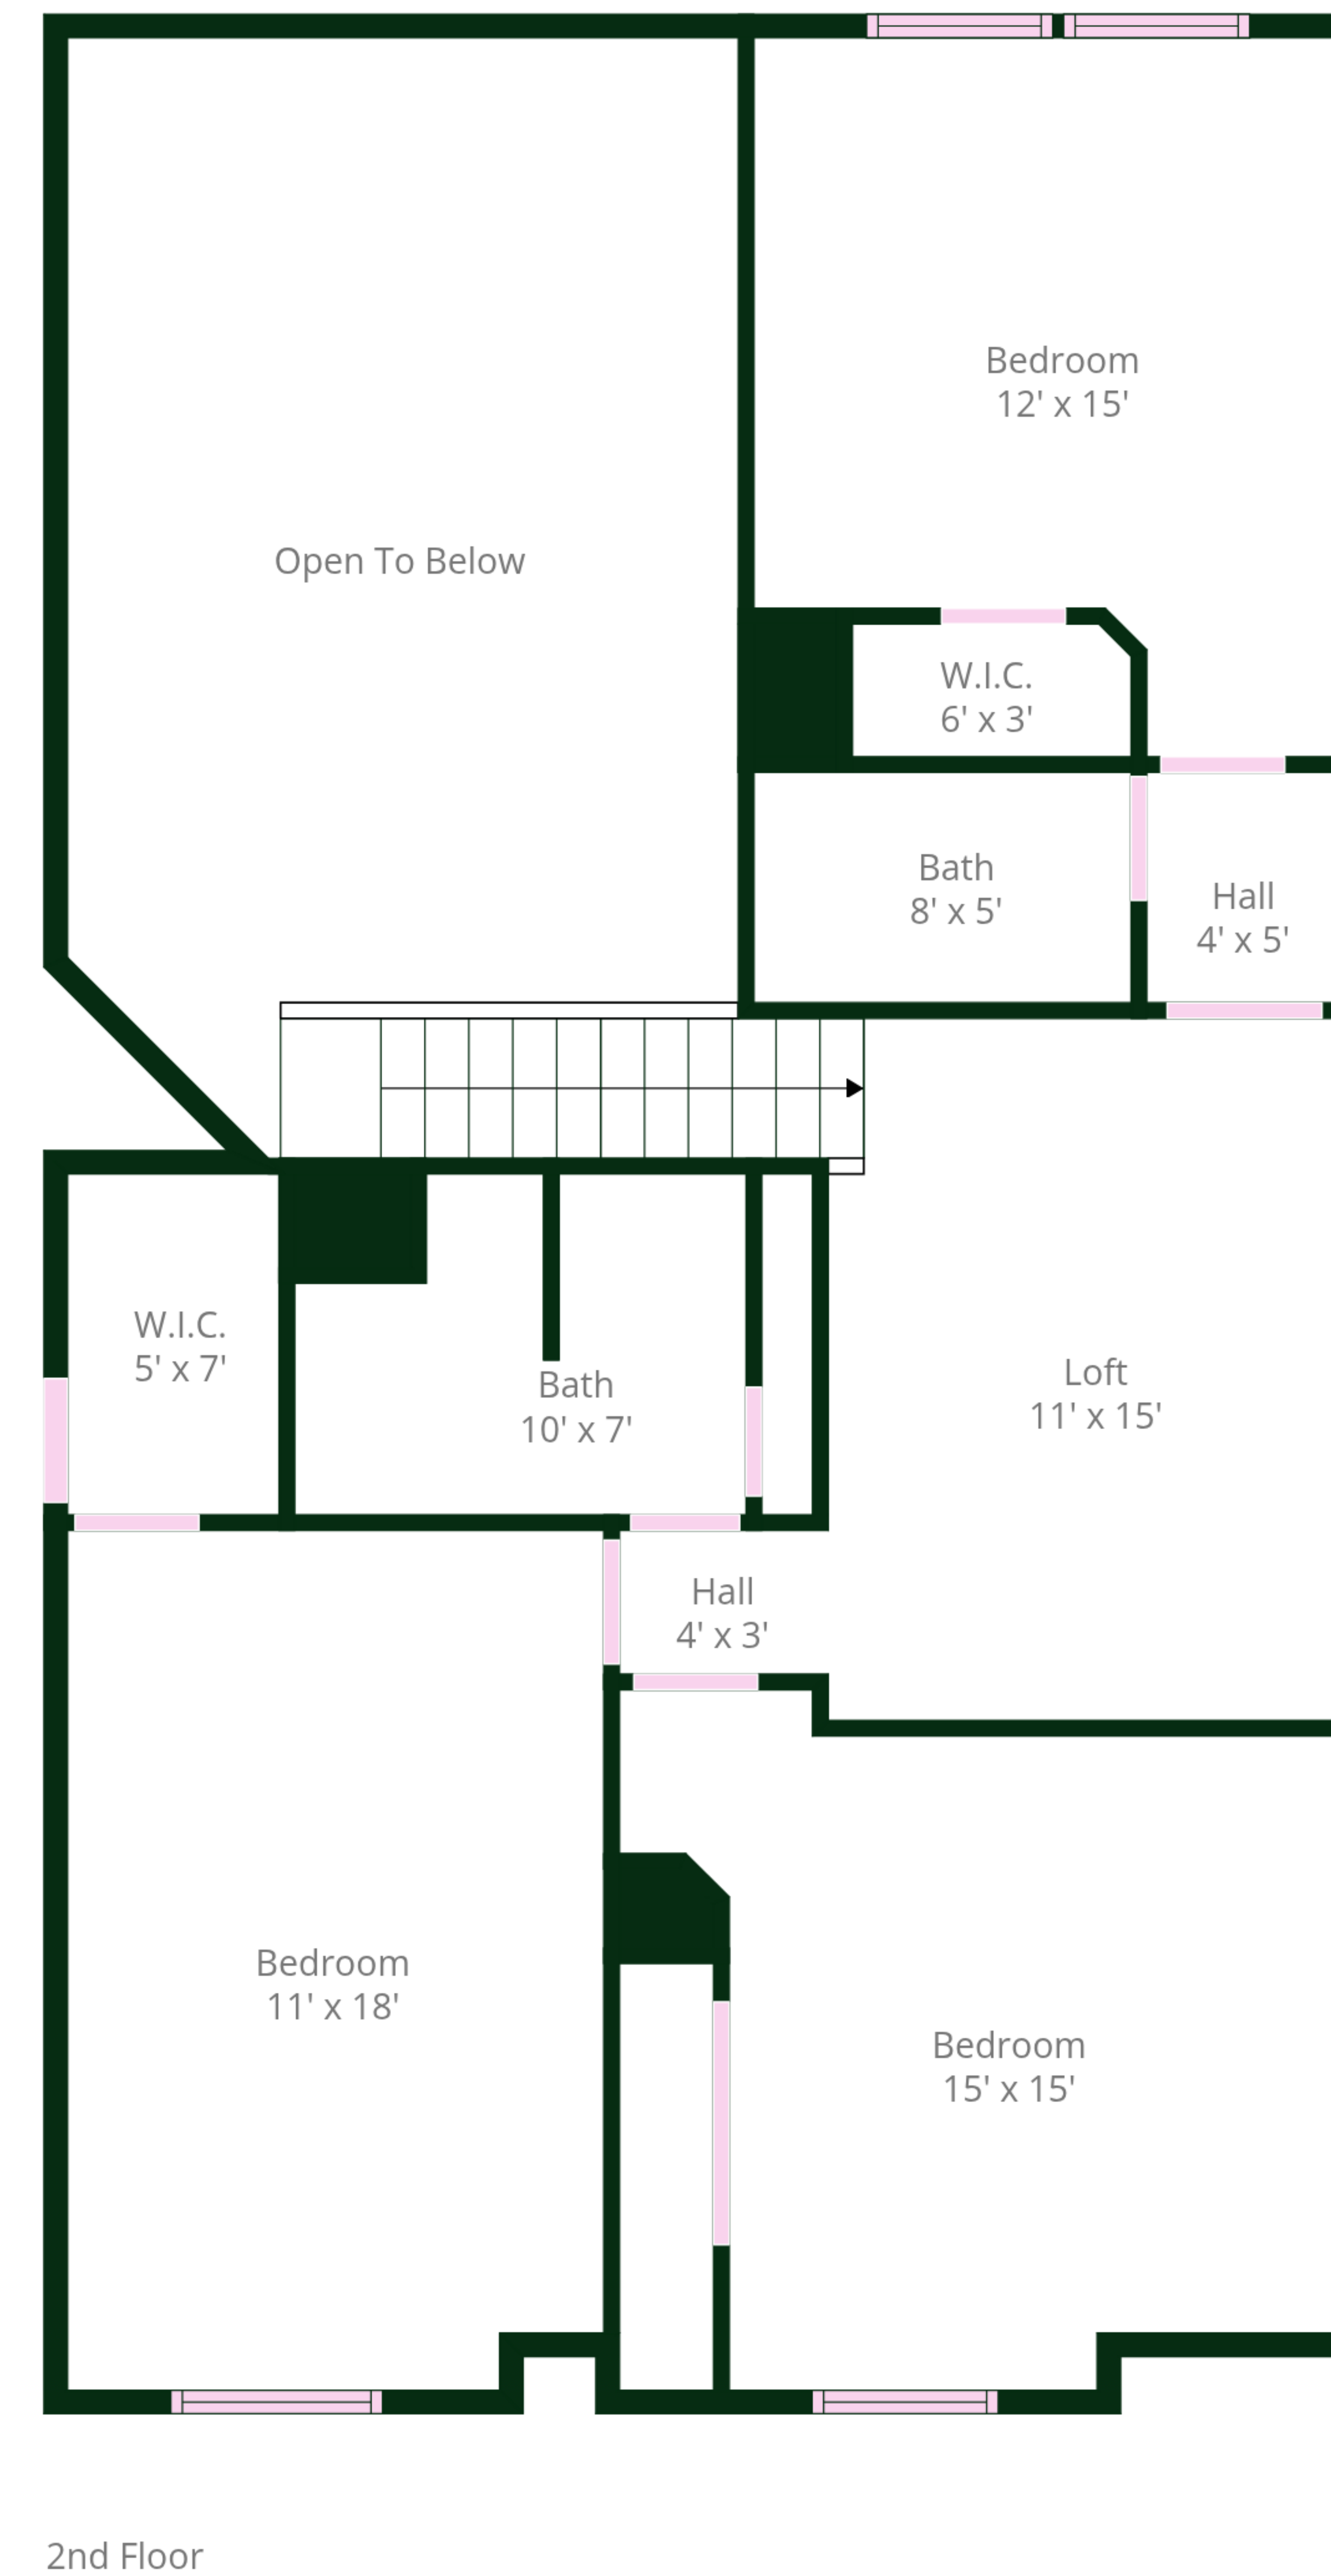 Bedroom
12' x 15'
Open To Below
W.I.C.
6' x 3'
Bath
8' x 5'
Hall
4' x 5'
W.I.C.
5' x 7'
Bath
10' x 7'
Loft
11' x 15'
Hall
4' x 3'
Bedroom
11' x 18'
Bedroom
15' x 15'
2nd Floor